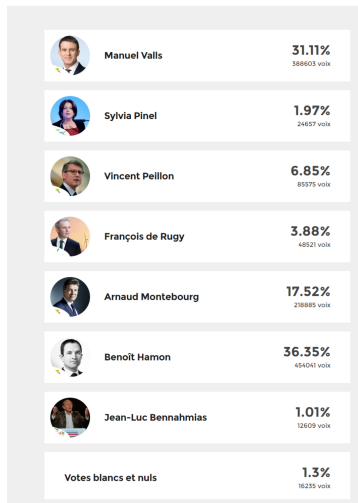 Manuel Valls
31.11%
388603 voix
Sylvia Pinel
1.97%
24657 voix
Vincent Peillon
6.85%
85575 voix
François de Rugy
3.88%
48521 voix
Arnaud Montebourg
17.52%
218885 voix
Benoît Hamon
36.35%
454041 voix
Jean-Luc Bennahmias
1.01%
12609 voix
Votes blancs et nuls
1.3%
16235 voix